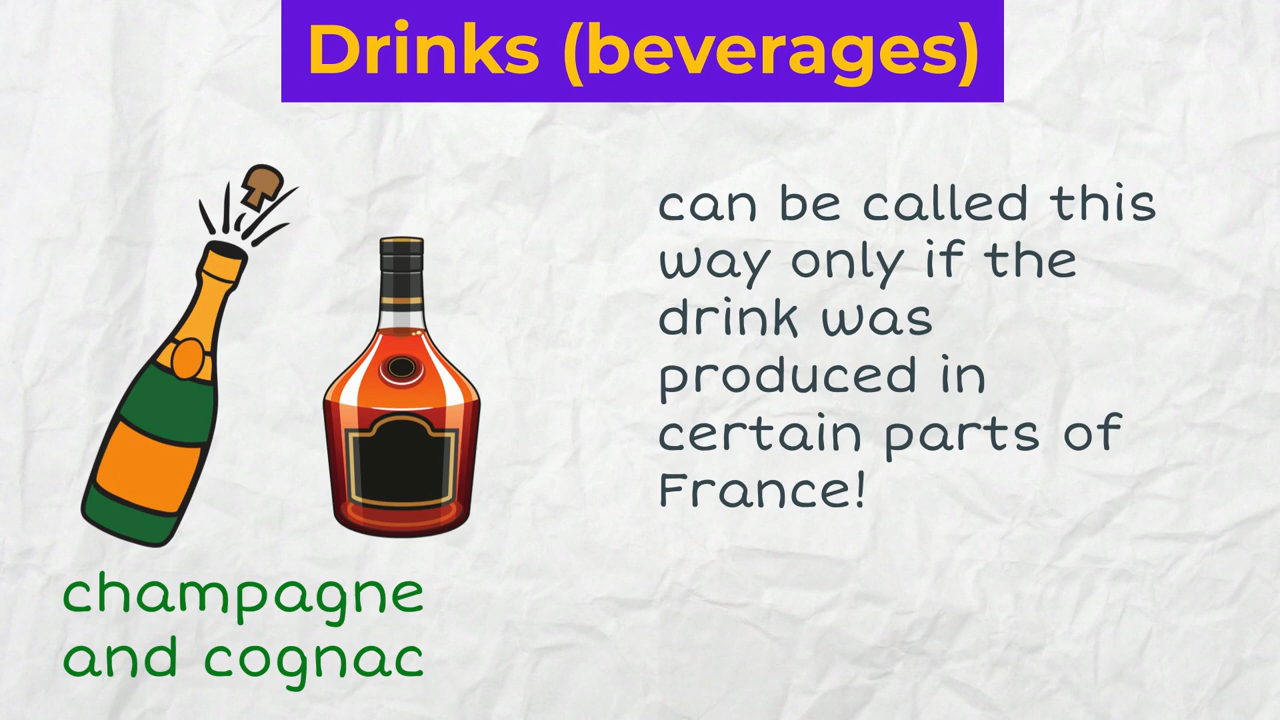 Drinks (beverages)
can be called this
way only if the
drink was
produced in
certain parts of
France!
champagne
and cognac